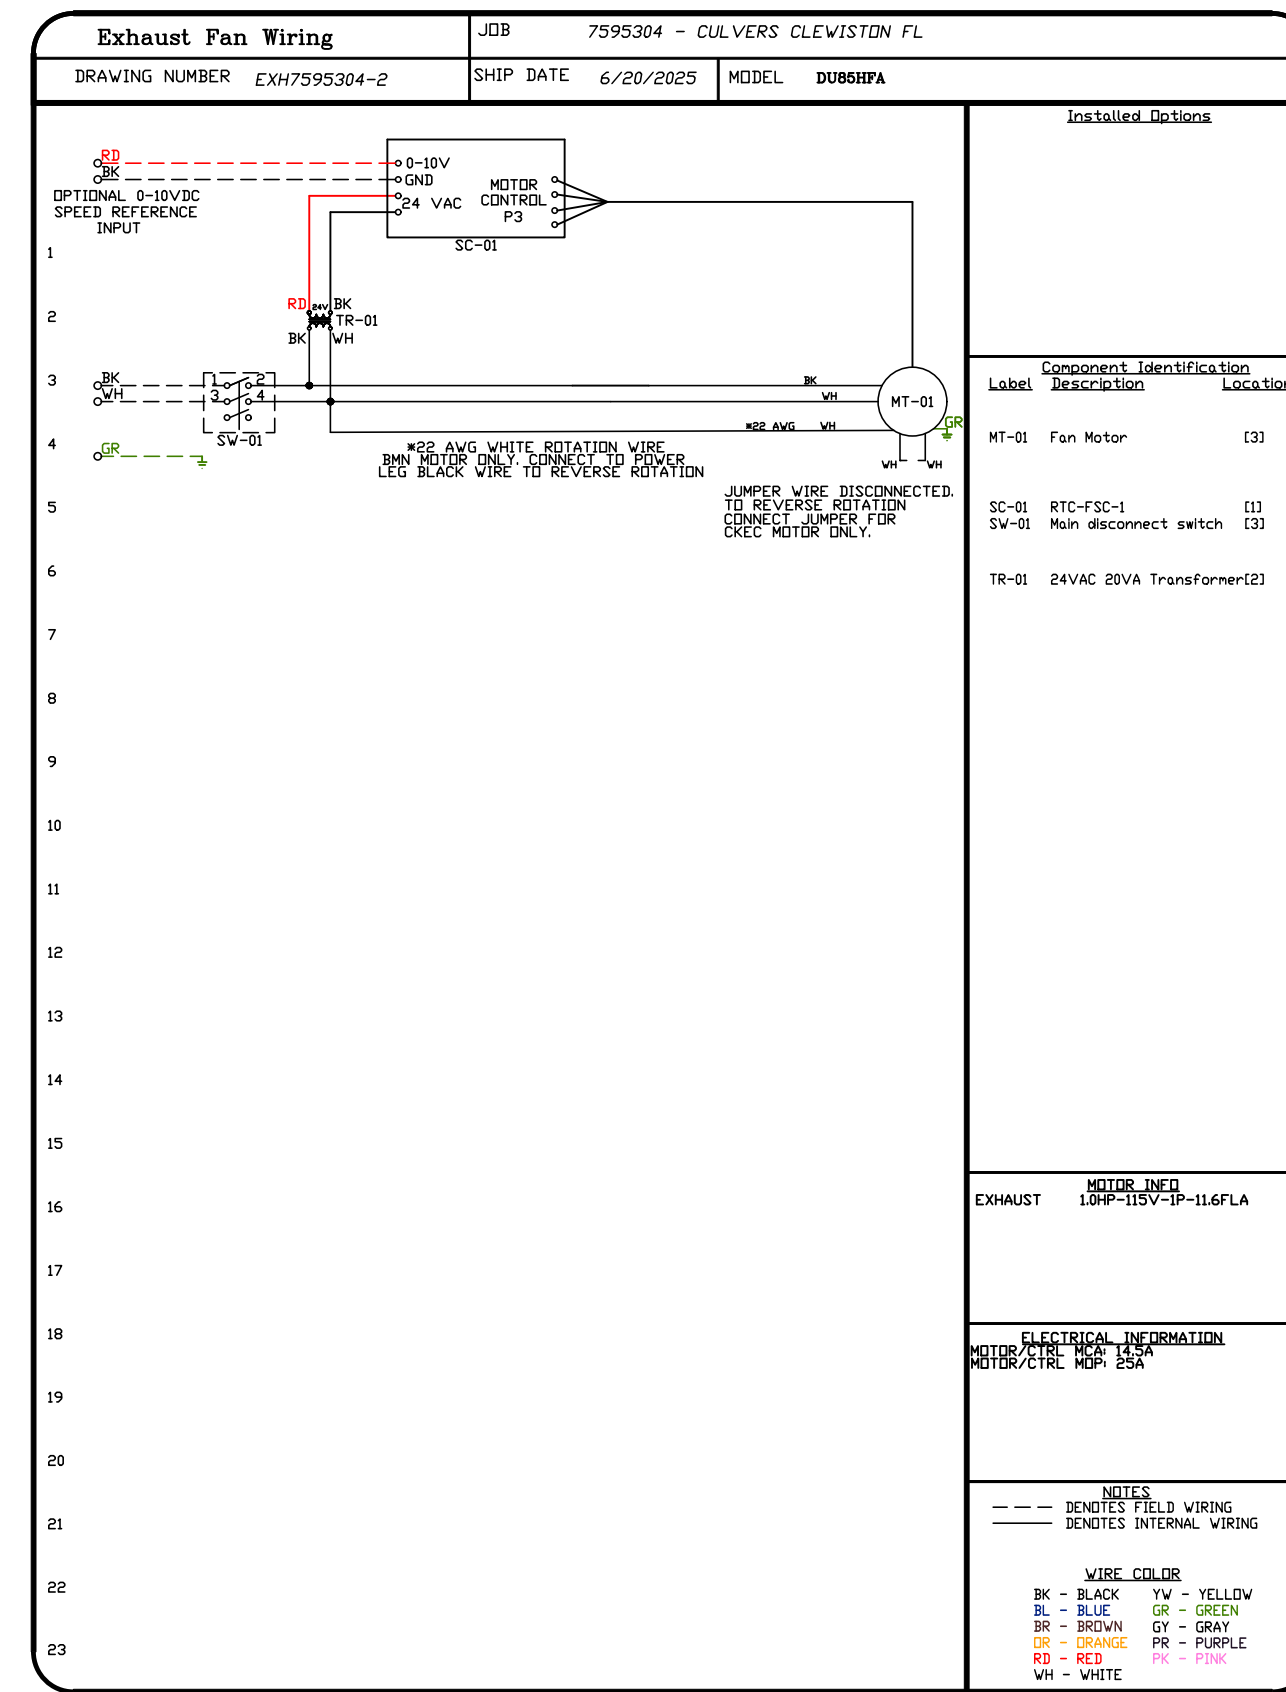 Exhaust Fan Wiring
JOB 7595304 - CULVERS CLEWISTON FL
DRAWING NUMBER EXH7595304-2
SHIP DATE 6/20/2025
MODEL DU85HFA
Installed Options
RD
BK
OPTIONAL 0-10VDC
SPEED REFERENCE
INPUT
0-10V
GND
24 VAC
MOTOR
CONTROL
P3
SC-01
1
2
RD 24V BK
TR-01
BK WH
3
BK
WH
1 2
3 4
SW-01
BK
WH
MT-01
GR
*22 AWG WH
4
GR
*22 AWG WHITE ROTATION WIRE
BMN MOTOR ONLY. CONNECT TO POWER
LEG BLACK WIRE TO REVERSE ROTATION
WH WH
JUMPER WIRE DISCONNECTED.
TO REVERSE ROTATION
CONNECT JUMPER FOR
CKEC MOTOR ONLY.
5
6
7
8
9
10
11
12
13
14
15
16
17
18
19
20
21
22
23
Component Identification
Label Description Location
MT-01 Fan Motor [3]
SC-01 RTC-FSC-1 [1]
SW-01 Main disconnect switch [3]
TR-01 24VAC 20VA Transformer[2]
MOTOR INFO
EXHAUST 1.0HP-115V-1P-11.6FLA
ELECTRICAL INFORMATION
MOTOR/CTRL MCA: 14.5A
MOTOR/CTRL MOP: 25A
NOTES
DENOTES FIELD WIRING
DENOTES INTERNAL WIRING
WIRE COLOR
BK - BLACK YW - YELLOW
BL - BLUE GR - GREEN
BR - BROWN GY - GRAY
OR - ORANGE PR - PURPLE
RD - RED PK - PINK
WH - WHITE